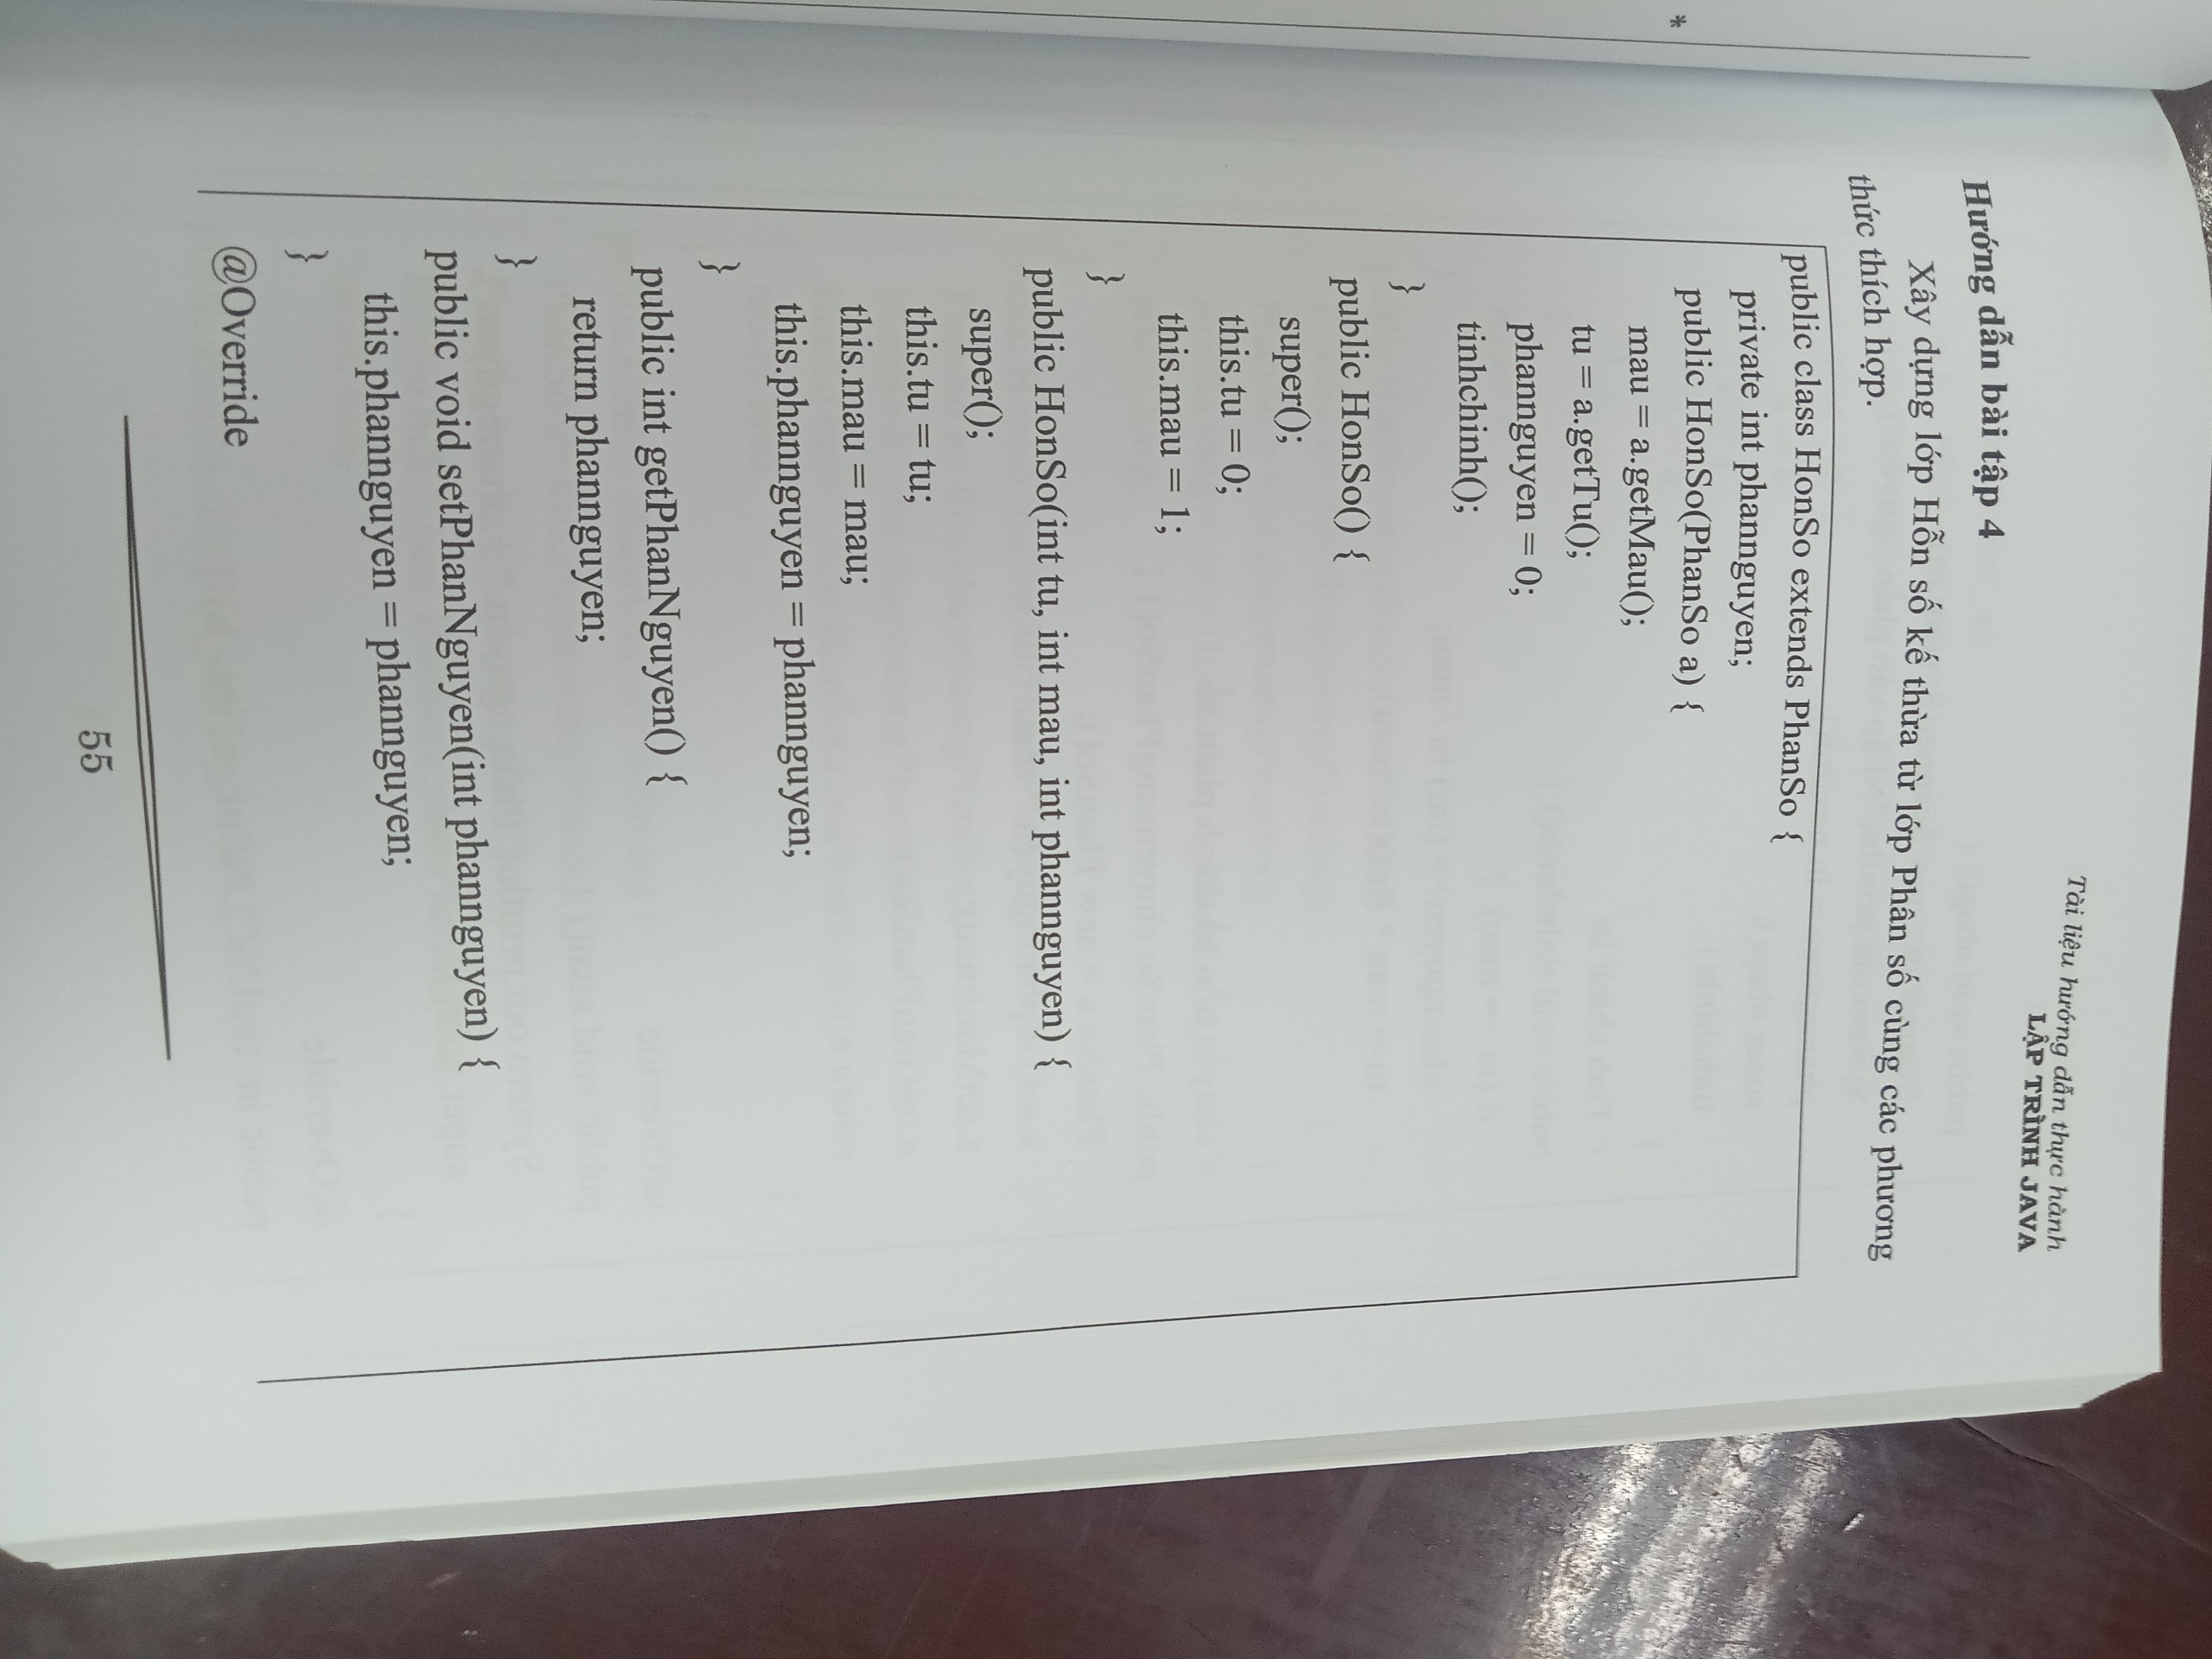 Tài liệu hướng dẫn thực hành
LẬP TRÌNH JAVA
Hướng dẫn bài tập 4
Xây dựng lớp Hỗn số kế thừa từ lớp Phân số cùng các phương
thức thích hợp.
public class HonSo extends PhanSo {
private int phannguyen;
public HonSo(PhanSo a) {
mau = a.getMau();
tu = a.getTu();
phannguyen = 0;
tinhchinh();
}
public HonSo() {
super();
this.tu = 0;
this.mau = 1;
}
public HonSo(int tu, int mau, int phannguyen) {
super();
this.tu = tu;
this.mau = mau;
this.phannguyen = phannguyen;
}
public int getPhanNguyen() {
return phannguyen;
}
public void setPhanNguyen(int phannguyen) {
this.phannguyen = phannguyen;
}
@Override
55
*